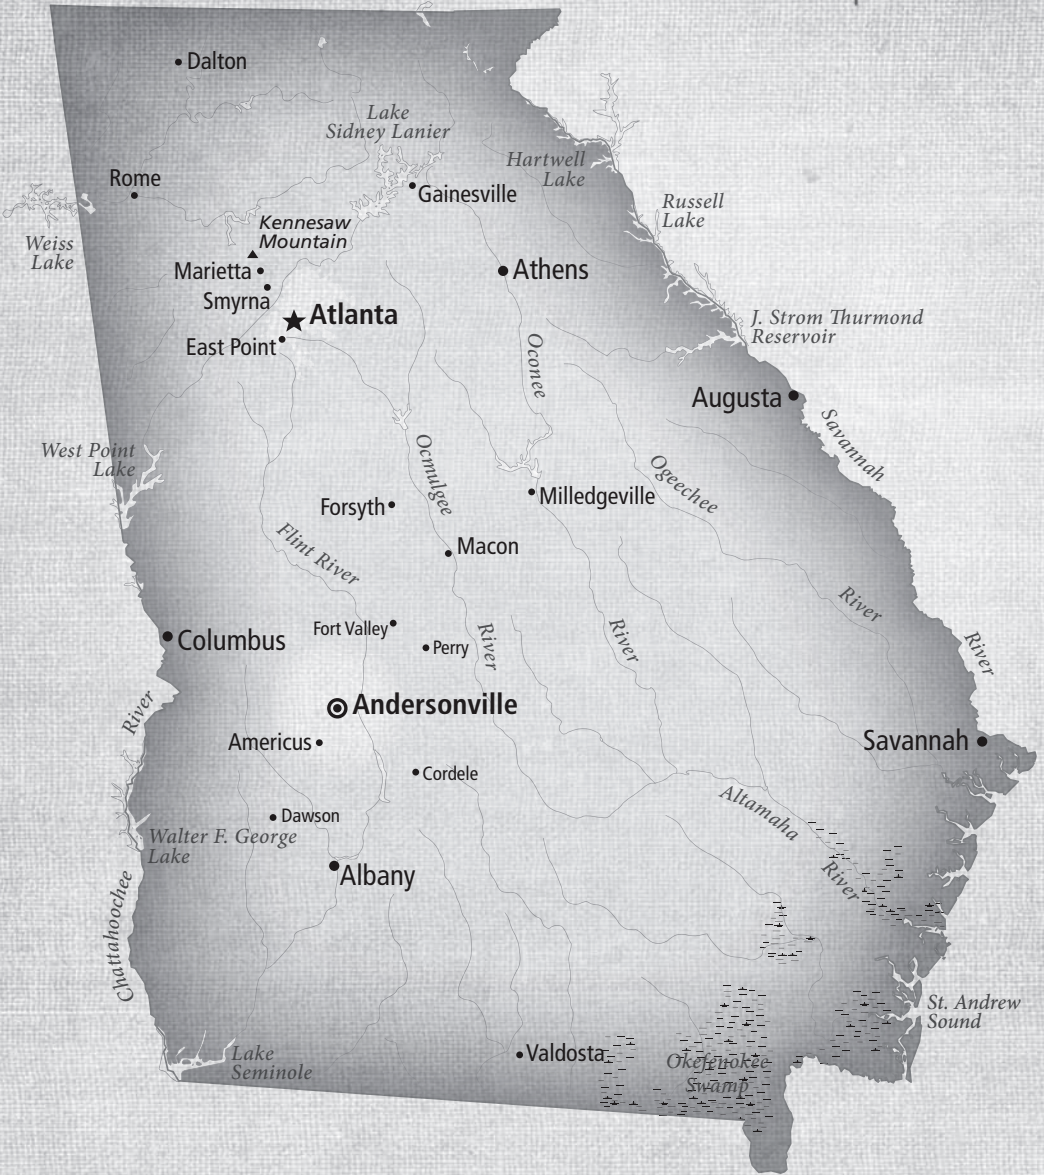 Dalton
Lake
Sidney Lanier
Hartwell
Lake
Rome
Gainesville
Russell
Lake
Kennesaw
Mountain
Weiss
Lake
Marietta
Athens
Smyrna
Atlanta
J. Strom Thurmond
Reservoir
East Point
Oconee
Augusta
Savannah
West Point
Lake
Ocmulgee
Ogeechee
Milledgeville
Forsyth
Flint River
Macon
River
Fort Valley
Columbus
Perry
River
River
River
River
Andersonville
Americus
Savannah
Cordele
Altamaha
Dawson
Walter F. George
Lake
Albany
River
Chattahoochee
St. Andrew
Sound
Lake
Seminole
Valdosta
Okefenokee
Swamp